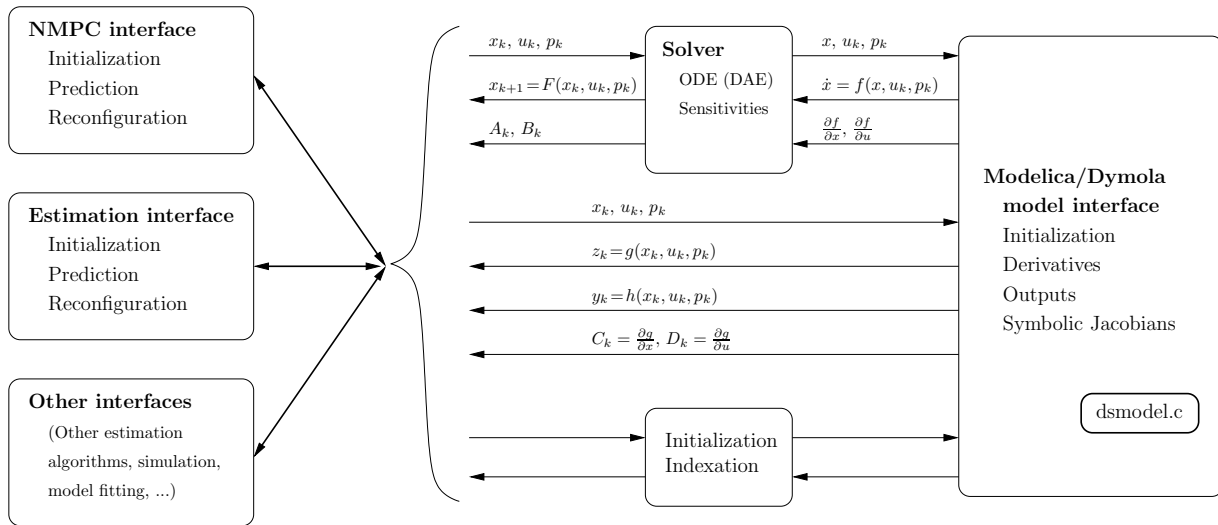 NMPC interface
Initialization
Prediction
Reconfiguration
Estimation interface
Initialization
Prediction
Reconfiguration
Other interfaces
(Other estimation
algorithms, simulation,
model fitting, ...)
x_k, u_k, p_k
x_{k+1} = F(x_k, u_k, p_k)
A_k, B_k
Solver
ODE (DAE)
Sensitivities
x, u_k, p_k
ẋ = f(x, u_k, p_k)
∂f/∂x, ∂f/∂u
x_k, u_k, p_k
z_k = g(x_k, u_k, p_k)
y_k = h(x_k, u_k, p_k)
C_k = ∂g/∂x, D_k = ∂g/∂u
Initialization
Indexation
Modelica/Dymola
model interface
Initialization
Derivatives
Outputs
Symbolic Jacobians
dsmodel.c